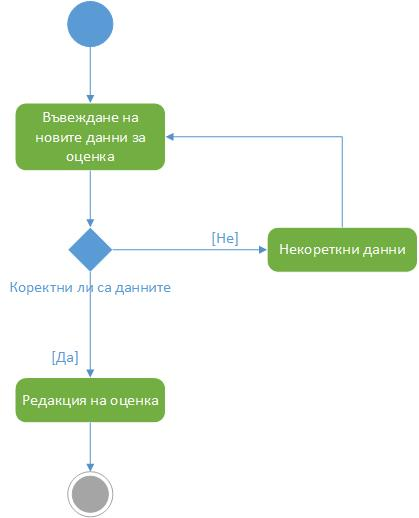 Въвеждане на
новите данни за
оценка
[Не]
Некореткни данни
Коректни ли са данните
[Да]
Редакция на оценка